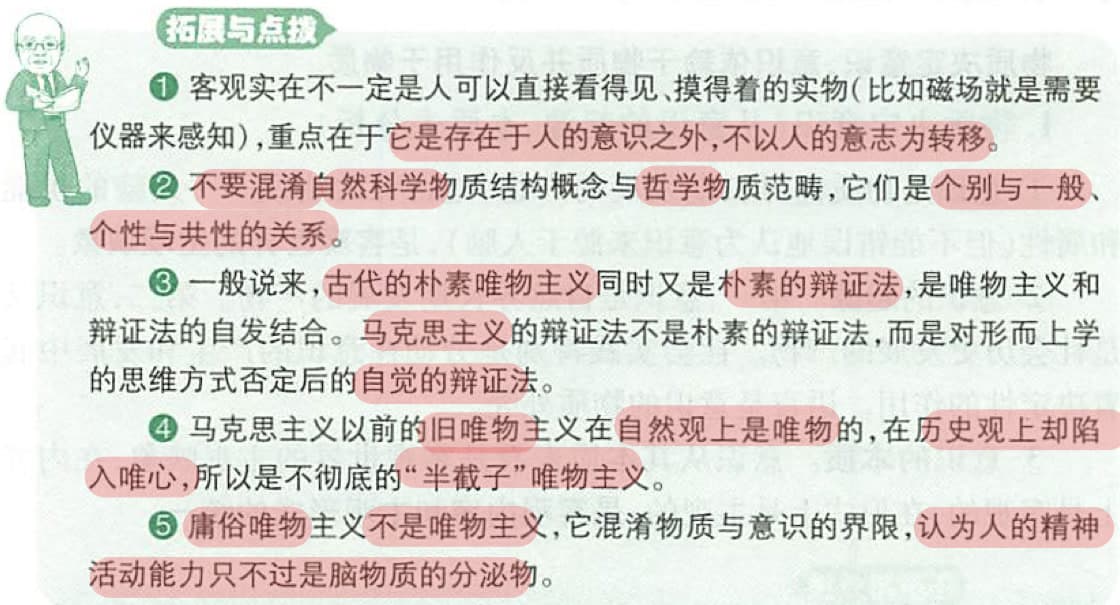 拓展与点拨
❶ 客观实在不一定是人可以直接看得见、摸得着的实物(比如磁场就是需要
仪器来感知),重点在于它是存在于人的意识之外,不以人的意志为转移。
❷ 不要混淆自然科学物质结构概念与哲学物质范畴,它们是个别与一般、
个性与共性的关系。
❸ 一般说来,古代的朴素唯物主义同时又是朴素的辩证法,是唯物主义和
辩证法的自发结合。马克思主义的辩证法不是朴素的辩证法,而是对形而上学
的思维方式否定后的自觉的辩证法。
❹ 马克思主义以前的旧唯物主义在自然观上是唯物的,在历史观上却陷
入唯心,所以是不彻底的“半截子”唯物主义。
❺ 庸俗唯物主义不是唯物主义,它混淆物质与意识的界限,认为人的精神
活动能力只不过是脑物质的分泌物。